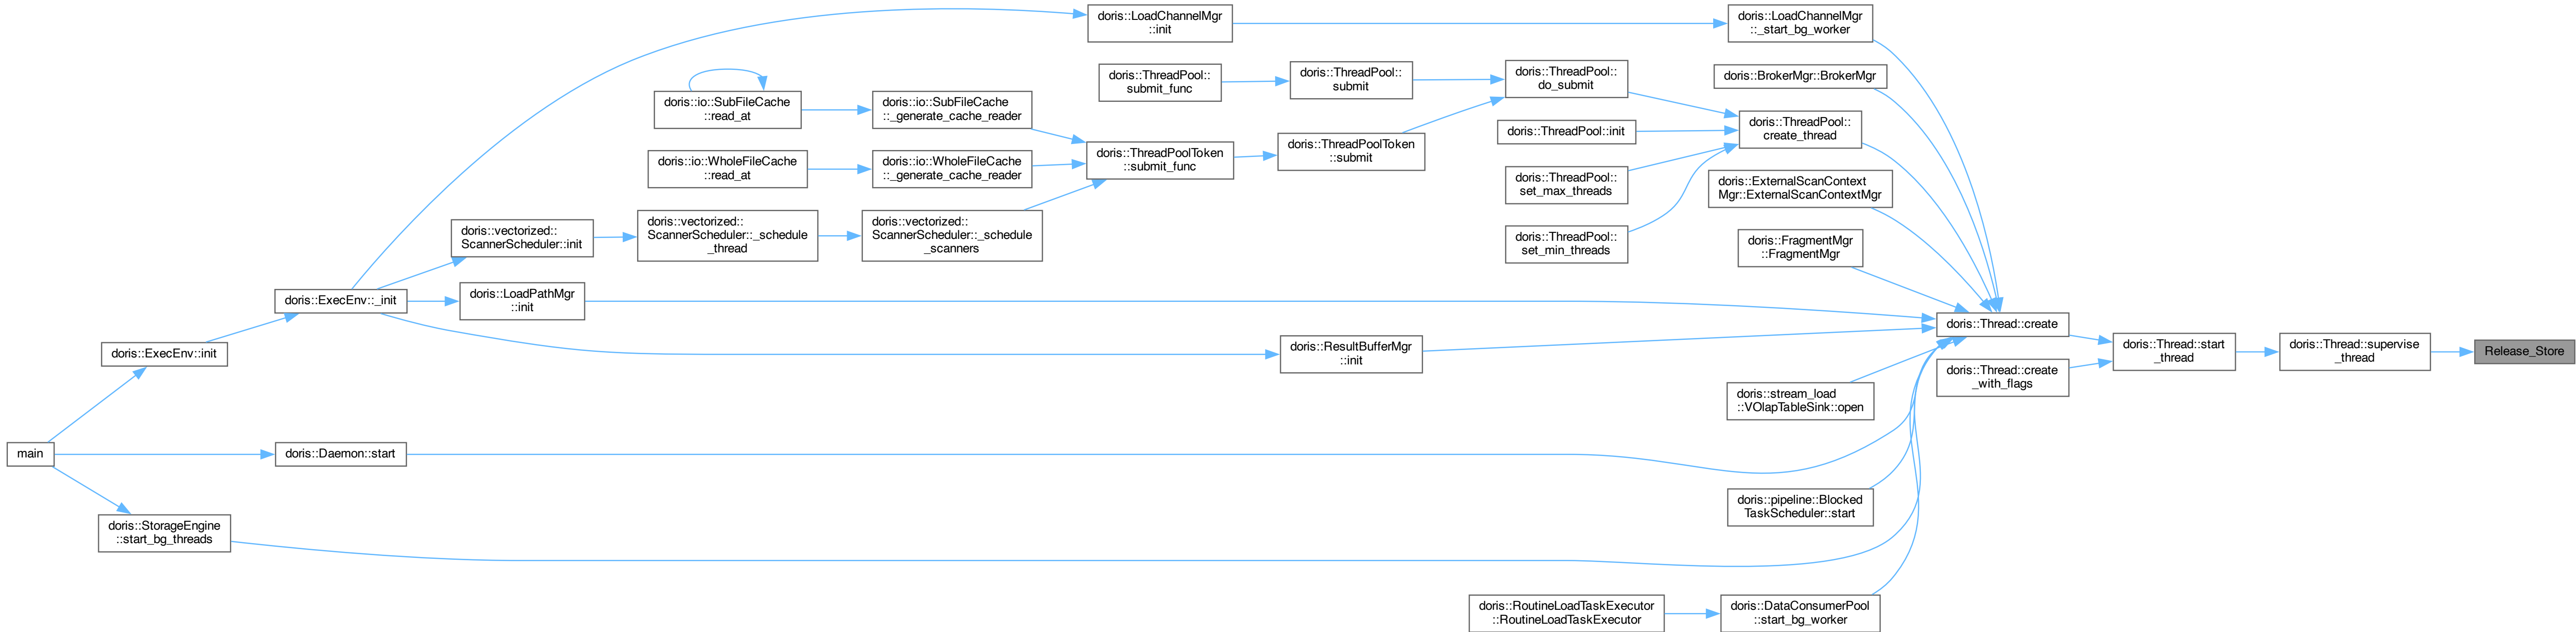 doris::LoadChannelMgr
::init
doris::LoadChannelMgr
::_start_bg_worker
doris::ThreadPool::
submit_func
doris::ThreadPool::
submit
doris::ThreadPool::
do_submit
doris::BrokerMgr::BrokerMgr
doris::io::SubFileCache
::read_at
doris::io::SubFileCache
::_generate_cache_reader
doris::ThreadPool::init
doris::ThreadPool::
create_thread
doris::io::WholeFileCache
::read_at
doris::io::WholeFileCache
::_generate_cache_reader
doris::ThreadPoolToken
::submit_func
doris::ThreadPoolToken
::submit
doris::ThreadPool::
set_max_threads
doris::ExternalScanContext
Mgr::ExternalScanContextMgr
doris::vectorized::
ScannerScheduler::init
doris::vectorized::
ScannerScheduler::_schedule
_thread
doris::vectorized::
ScannerScheduler::_schedule
_scanners
doris::ThreadPool::
set_min_threads
doris::FragmentMgr
::FragmentMgr
doris::ExecEnv::_init
doris::LoadPathMgr
::init
doris::Thread::create
doris::ExecEnv::init
doris::ResultBufferMgr
::init
doris::Thread::start
_thread
doris::Thread::supervise
_thread
Release_Store
doris::Thread::create
_with_flags
doris::stream_load
::VOlapTableSink::open
main
doris::Daemon::start
doris::pipeline::Blocked
TaskScheduler::start
doris::StorageEngine
::start_bg_threads
doris::RoutineLoadTaskExecutor
::RoutineLoadTaskExecutor
doris::DataConsumerPool
::start_bg_worker